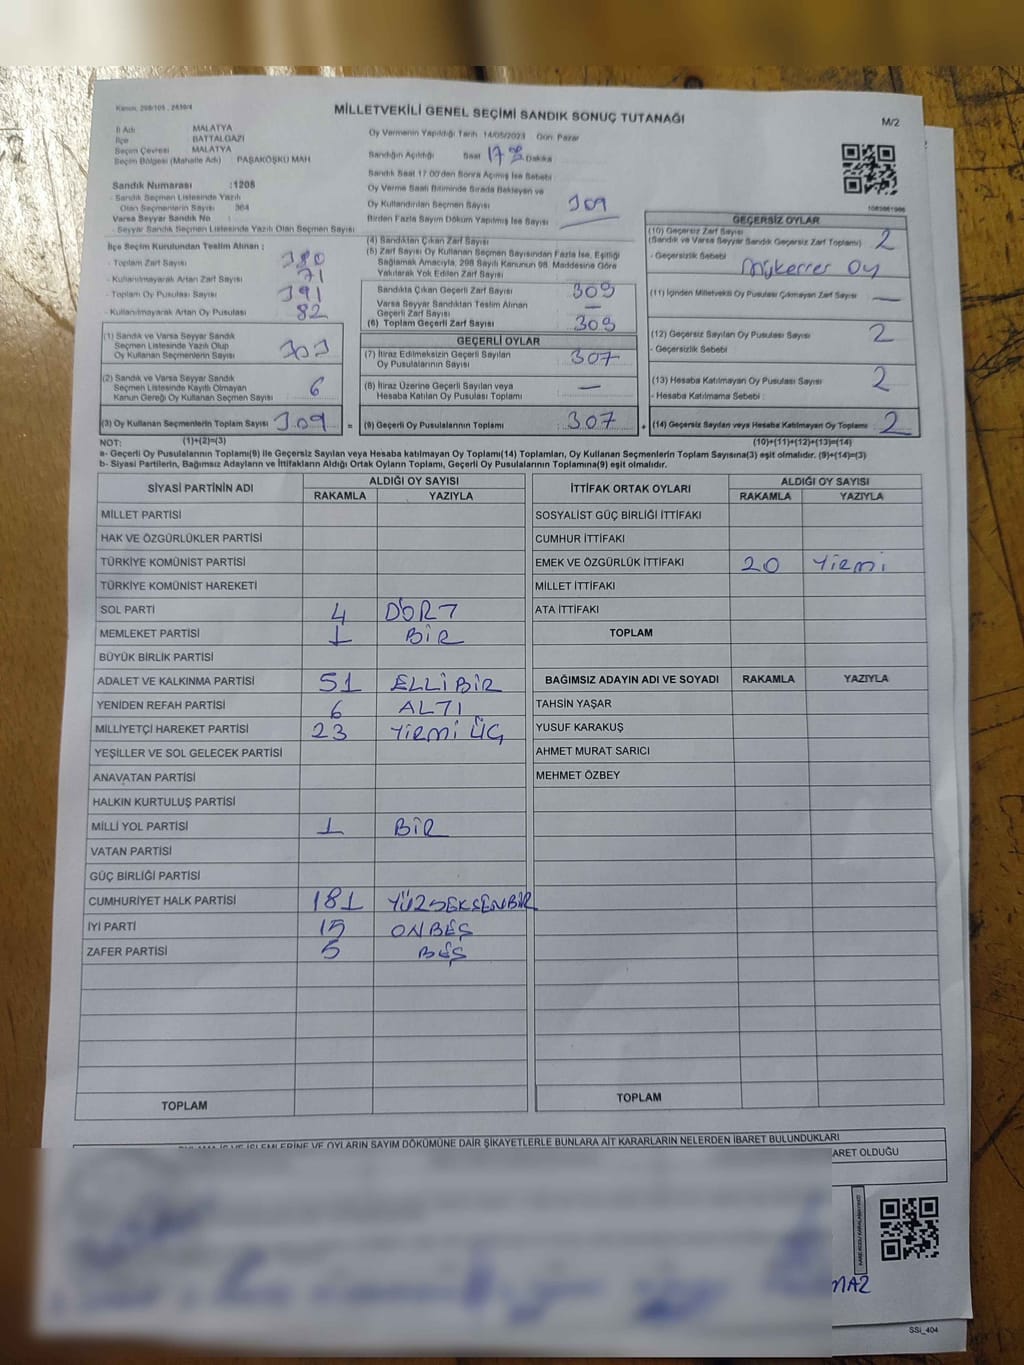 Kanun, 298/105 , 2839/4
MİLLETVEKİLİ GENEL SEÇİMİ SANDIK SONUÇ TUTANAĞI
M/2
İl Adı MALATYA
İlçe BATTALGAZİ
Seçim Çevresi MALATYA
Seçim Bölgesi (Mahalle Adı) PAŞAKÖŞKÜ MAH
Sandık Numarası :1208
- Sandık Seçmen Listesinde Yazılı
Olan Seçmenlerin Sayısı 364
Varsa Seyyar Sandık No
- Seyyar Sandık Seçmen Listesinde Yazılı Olan Seçmen Sayısı
Oy Vermenin Yapıldığı Tarih 14/05/2023 Gün Pazar
Sandığın Açıldığı Saat 17 00 Dakika
Sandık Saat 17:00'den Sonra Açılmış İse Sebebi
Oy Verme Saati Bitiminde Sırada Bekleyen ve
Oy Kullandırılan Seçmen Sayısı 309
Birden Fazla Sayım Döküm Yapılmış İse Sayısı
İlçe Seçim Kurulundan Teslim Alınan ;
- Toplam Zarf Sayısı 380
- Kullanılmayarak Artan Zarf Sayısı 71
- Toplam Oy Pusulası Sayısı 391
- Kullanılmayarak Artan Oy Pusulası 82
(1) Sandık ve Varsa Seyyar Sandık
Seçmen Listesinde Yazılı Olup
Oy Kullanan Seçmenlerin Sayısı 303
(2) Sandık ve Varsa Seyyar Sandık
Seçmen Listesinde Kayıtlı Olmayan
Kanun Gereği Oy Kullanan Seçmen Sayısı 6
(3) Oy Kullanan Seçmenlerin Toplam Sayısı 309 =
(4) Sandıktan Çıkan Zarf Sayısı
(5) Zarf Sayısı Oy Kullanan Seçmen Sayısından Fazla İse, Eşitliği
Sağlamak Amacıyla, 298 Sayılı Kanunun 98. Maddesine Göre
Yakılarak Yok Edilen Zarf Sayısı
Sandıkta Çıkan Geçerli Zarf Sayısı 309
Varsa Seyyar Sandıktan Teslim Alınan
Geçerli Zarf Sayısı —
(6) Toplam Geçerli Zarf Sayısı 309
GEÇERLİ OYLAR
(7) İtiraz Edilmeksizin Geçerli Sayılan
Oy Pusulalarının Sayısı 307
(8) İtiraz Üzerine Geçerli Sayılan veya
Hesaba Katılan Oy Pusulası Toplamı —
(9) Geçerli Oy Pusulalarının Toplamı 307 +
GEÇERSİZ OYLAR
(10) Geçersiz Zarf Sayısı
(Sandık ve Varsa Seyyar Sandık Geçersiz Zarf Toplamı) 2
- Geçersizlik Sebebi Mükerrer Oy
(11) İçinden Milletvekili Oy Pusulası Çıkmayan Zarf Sayısı —
(12) Geçersiz Sayılan Oy Pusulası Sayısı 2
- Geçersizlik Sebebi
(13) Hesaba Katılmayan Oy Pusulası Sayısı 2
- Hesaba Katılmama Sebebi :
(14) Geçersiz Sayılan veya Hesaba Katılmayan Oy Toplamı 2
NOT: (1)+(2)=(3) (10)+(11)+(12)+(13)=(14)
a- Geçerli Oy Pusulalarının Toplamı(9) ile Geçersiz Sayılan veya Hesaba katılmayan Oy Toplamı(14) Toplamları, Oy Kullanan Seçmenlerin Toplam Sayısına(3) eşit olmalıdır. (9)+(14)=(3)
b- Siyasi Partilerin, Bağımsız Adayların ve İttifakların Aldığı Ortak Oyların Toplamı, Geçerli Oy Pusulalarının Toplamına(9) eşit olmalıdır.
SİYASİ PARTİNİN ADI ALDIĞI OY SAYISI
RAKAMLA YAZIYLA
MİLLET PARTİSİ
HAK VE ÖZGÜRLÜKLER PARTİSİ
TÜRKİYE KOMÜNİST PARTİSİ
TÜRKİYE KOMÜNİST HAREKETİ
SOL PARTİ 4 DÖRT
MEMLEKET PARTİSİ 1 BİR
BÜYÜK BİRLİK PARTİSİ
ADALET VE KALKINMA PARTİSİ 51 ELLİBİR
YENİDEN REFAH PARTİSİ 6 ALTI
MİLLİYETÇİ HAREKET PARTİSİ 23 YİRMİ ÜÇ
YEŞİLLER VE SOL GELECEK PARTİSİ
ANAVATAN PARTİSİ
HALKIN KURTULUŞ PARTİSİ
MİLLİ YOL PARTİSİ 1 BİR
VATAN PARTİSİ
GÜÇ BİRLİĞİ PARTİSİ
CUMHURİYET HALK PARTİSİ 181 YÜZSEKSENBİR
İYİ PARTİ 15 ONBEŞ
ZAFER PARTİSİ 5 BEŞ
TOPLAM
İTTİFAK ORTAK OYLARI ALDIĞI OY SAYISI
RAKAMLA YAZIYLA
SOSYALİST GÜÇ BİRLİĞİ İTTİFAKI
CUMHUR İTTİFAKI
EMEK VE ÖZGÜRLÜK İTTİFAKI 20 YİRMİ
MİLLET İTTİFAKI
ATA İTTİFAKI
TOPLAM
BAĞIMSIZ ADAYIN ADI VE SOYADI RAKAMLA YAZIYLA
TAHSİN YAŞAR
YUSUF KARAKUŞ
AHMET MURAT SARICI
MEHMET ÖZBEY
TOPLAM
İŞLEMLERİNE VE OYLARIN SAYIM DÖKÜMÜNE DAİR ŞİKAYETLERLE BUNLARA AİT KARARLARIN NELERDEN İBARET BULUNDUKLARI
ARET OLDUĞU
MAZ
SSİ_404